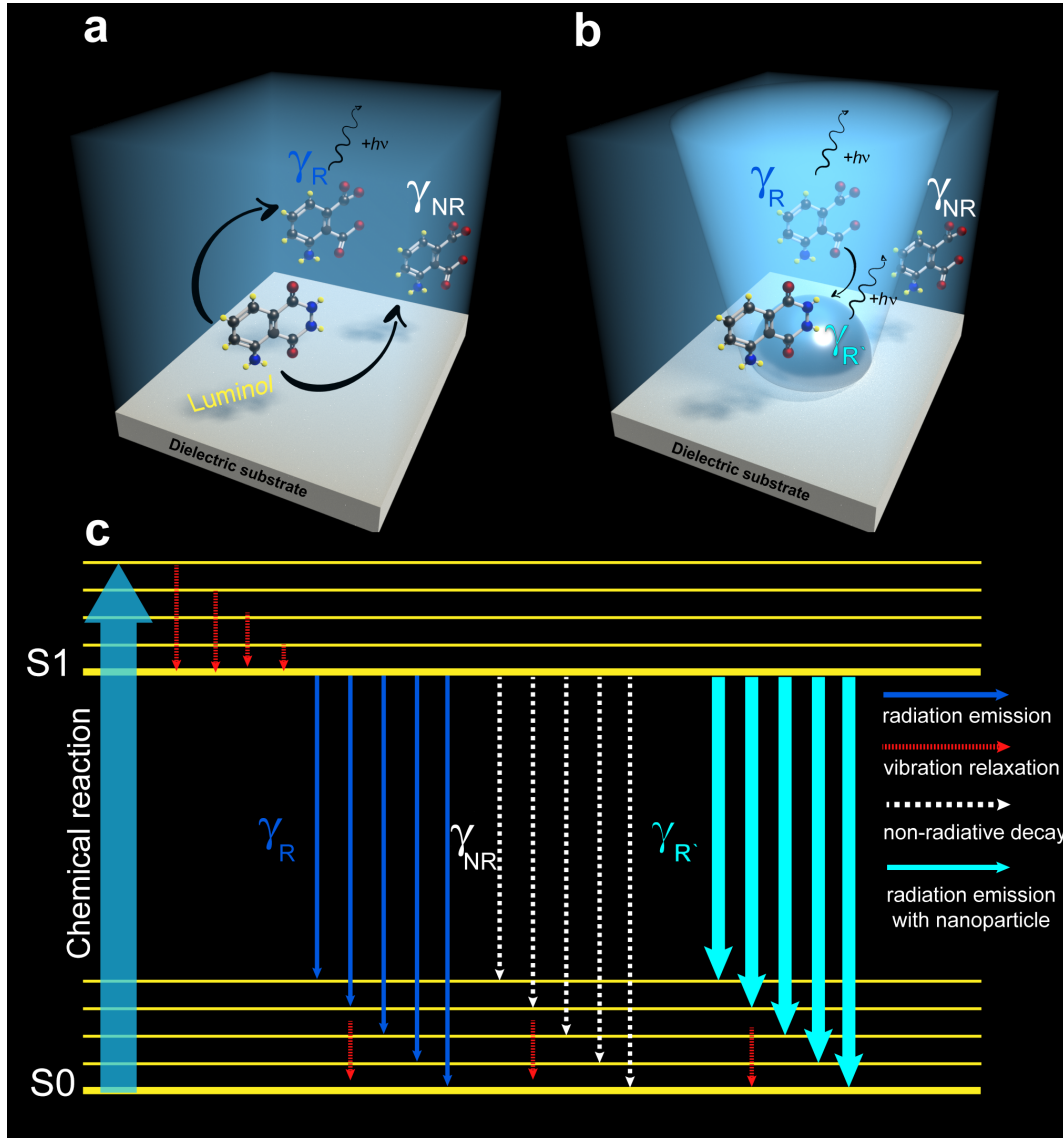 a
b
+hν
γR
γNR
Luminol
Dielectric substrate
+hν
γR
γNR
+hν
γR`
Dielectric substrate
c
S1
Chemical reaction
γR
γNR
γR`
radiation emission
vibration relaxation
non-radiative decay
radiation emission
with nanoparticle
S0